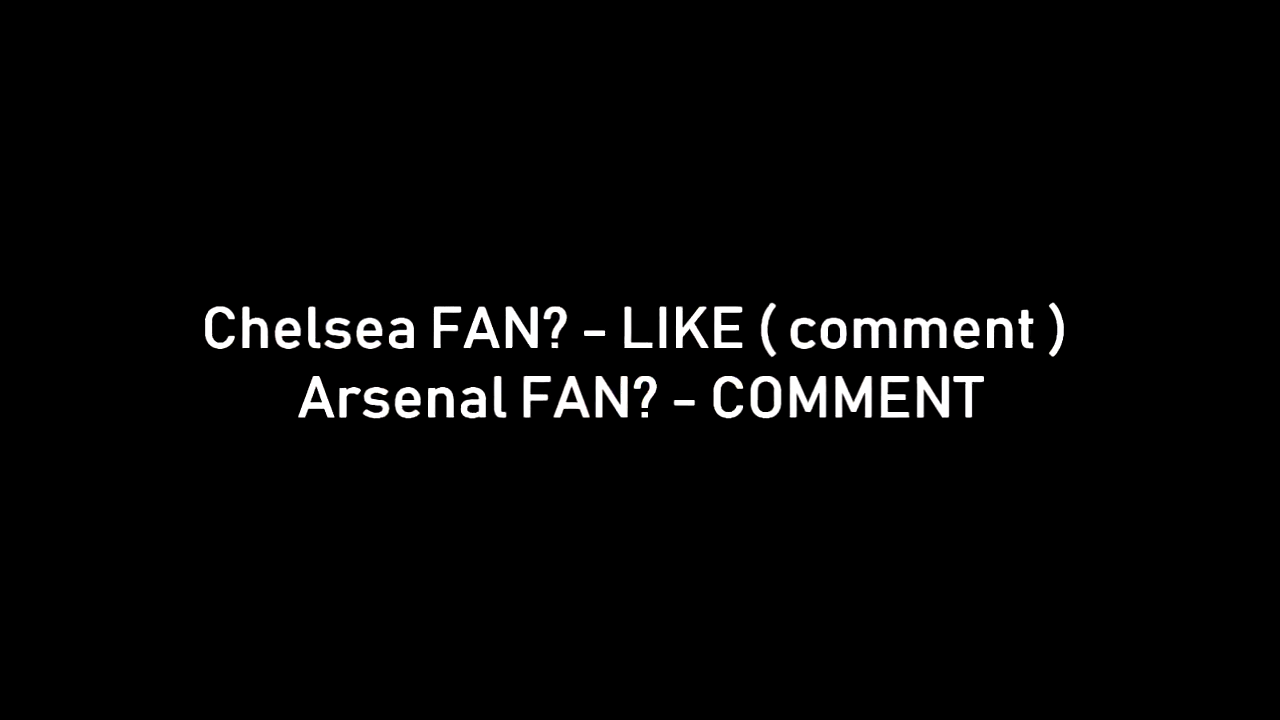 Chelsea FAN? - LIKE ( comment )
Arsenal FAN? - COMMENT